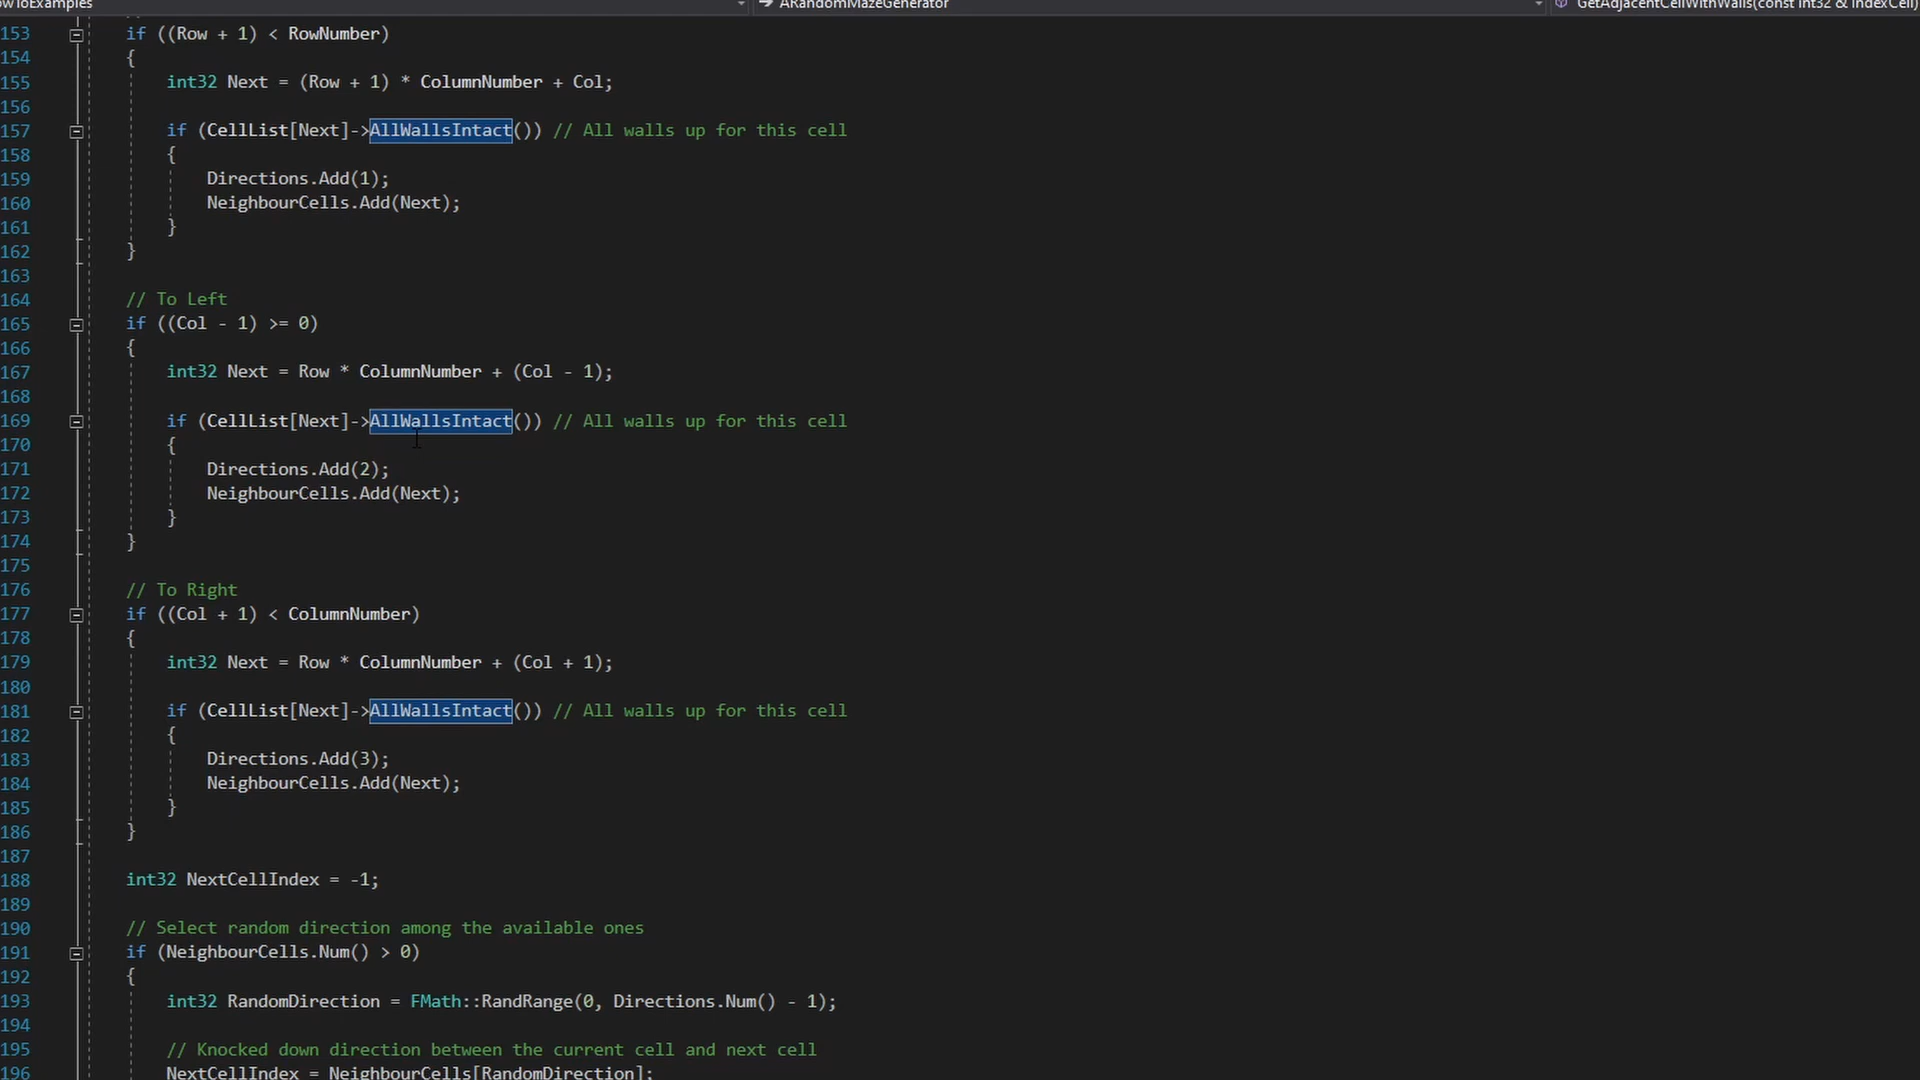 owToExamples
ARandomMazeGenerator
GetAdjacentCellWithWalls(const int32 & IndexCell)
153 if ((Row + 1) < RowNumber)
154 {
155 int32 Next = (Row + 1) * ColumnNumber + Col;
156
157 if (CellList[Next]->AllWallsIntact()) // All walls up for this cell
158 {
159 Directions.Add(1);
160 NeighbourCells.Add(Next);
161 }
162 }
163
164 // To Left
165 if ((Col - 1) >= 0)
166 {
167 int32 Next = Row * ColumnNumber + (Col - 1);
168
169 if (CellList[Next]->AllWallsIntact()) // All walls up for this cell
170 {
171 Directions.Add(2);
172 NeighbourCells.Add(Next);
173 }
174 }
175
176 // To Right
177 if ((Col + 1) < ColumnNumber)
178 {
179 int32 Next = Row * ColumnNumber + (Col + 1);
180
181 if (CellList[Next]->AllWallsIntact()) // All walls up for this cell
182 {
183 Directions.Add(3);
184 NeighbourCells.Add(Next);
185 }
186 }
187
188 int32 NextCellIndex = -1;
189
190 // Select random direction among the available ones
191 if (NeighbourCells.Num() > 0)
192 {
193 int32 RandomDirection = FMath::RandRange(0, Directions.Num() - 1);
194
195 // Knocked down direction between the current cell and next cell
196 NextCellIndex = NeighbourCells[RandomDirection];